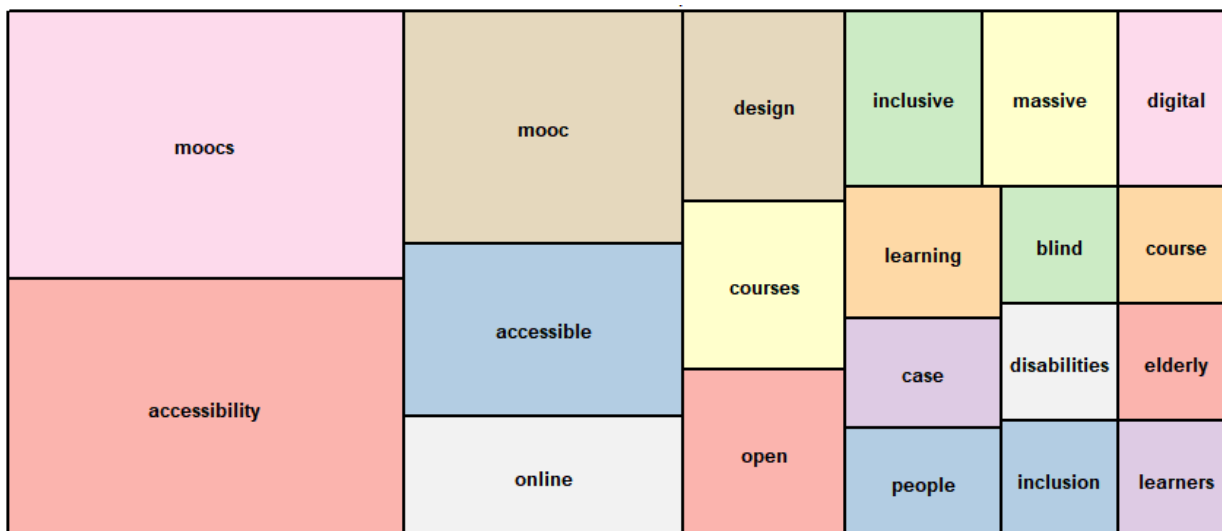 moocs
accessibility
mooc
accessible
online
design
courses
open
inclusive
massive
digital
learning
case
people
blind
disabilities
inclusion
course
elderly
learners